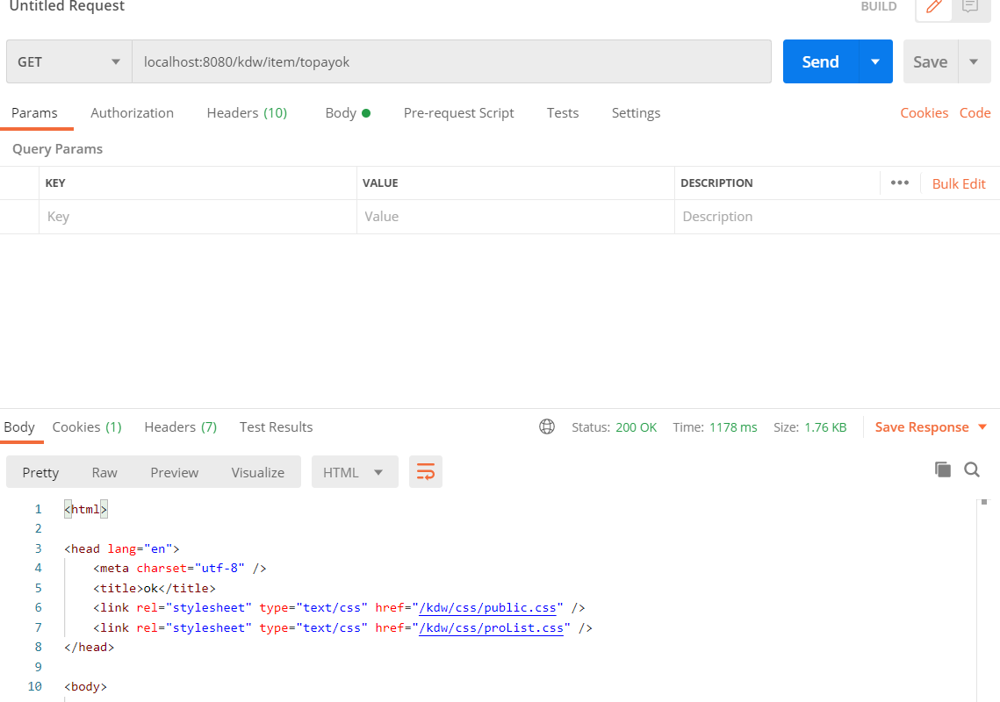 Untitled Request BUILD
GET localhost:8080/kdw/item/topayok Send Save
Params Authorization Headers (10) Body Pre-request Script Tests Settings Cookies Code
Query Params
KEY VALUE DESCRIPTION ••• Bulk Edit
Key Value Description
Body Cookies (1) Headers (7) Test Results Status: 200 OK Time: 1178 ms Size: 1.76 KB Save Response
Pretty Raw Preview Visualize HTML
1 <html>
2
3 <head lang="en">
4 <meta charset="utf-8" />
5 <title>ok</title>
6 <link rel="stylesheet" type="text/css" href="/kdw/css/public.css" />
7 <link rel="stylesheet" type="text/css" href="/kdw/css/proList.css" />
8 </head>
9
10 <body>